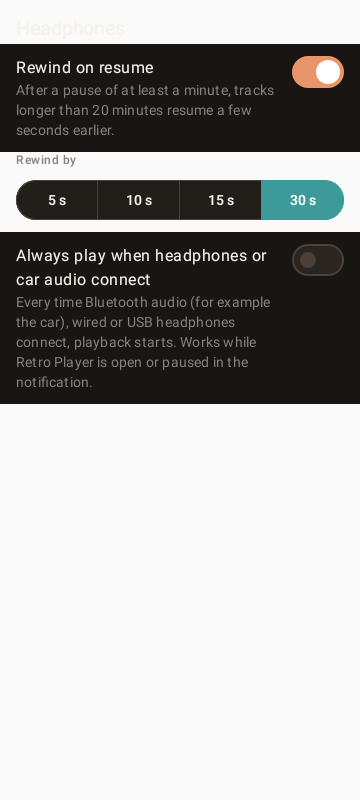 Headphones
Rewind on resume
After a pause of at least a minute, tracks
longer than 20 minutes resume a few
seconds earlier.
Rewind by
5 s
10 s
15 s
30 s
Always play when headphones or
car audio connect
Every time Bluetooth audio (for example
the car), wired or USB headphones
connect, playback starts. Works while
Retro Player is open or paused in the
notification.